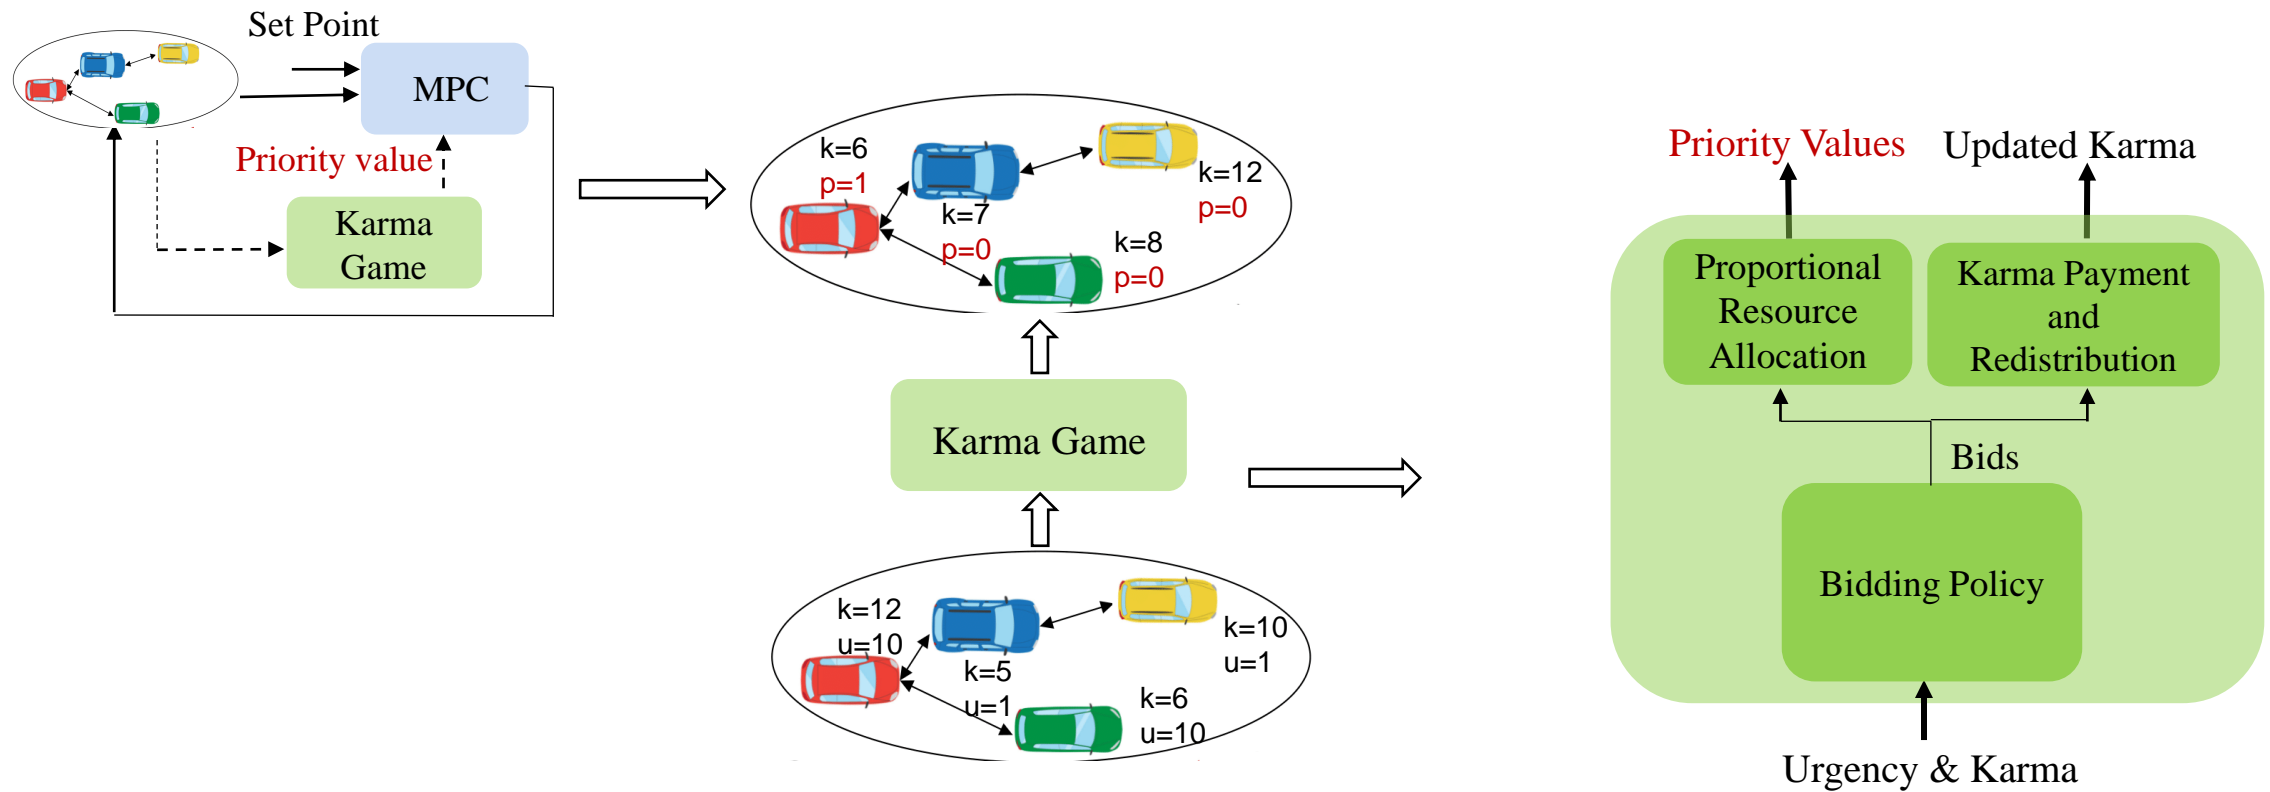 Set Point
MPC
Priority value
Karma
Game
k=6
p=1
k=7
p=0
k=12
p=0
k=8
p=0
Karma Game
k=12
u=10
k=5
u=1
k=10
u=1
k=6
u=10
Priority Values
Updated Karma
Proportional
Resource
Allocation
Karma Payment
and
Redistribution
Bids
Bidding Policy
Urgency & Karma